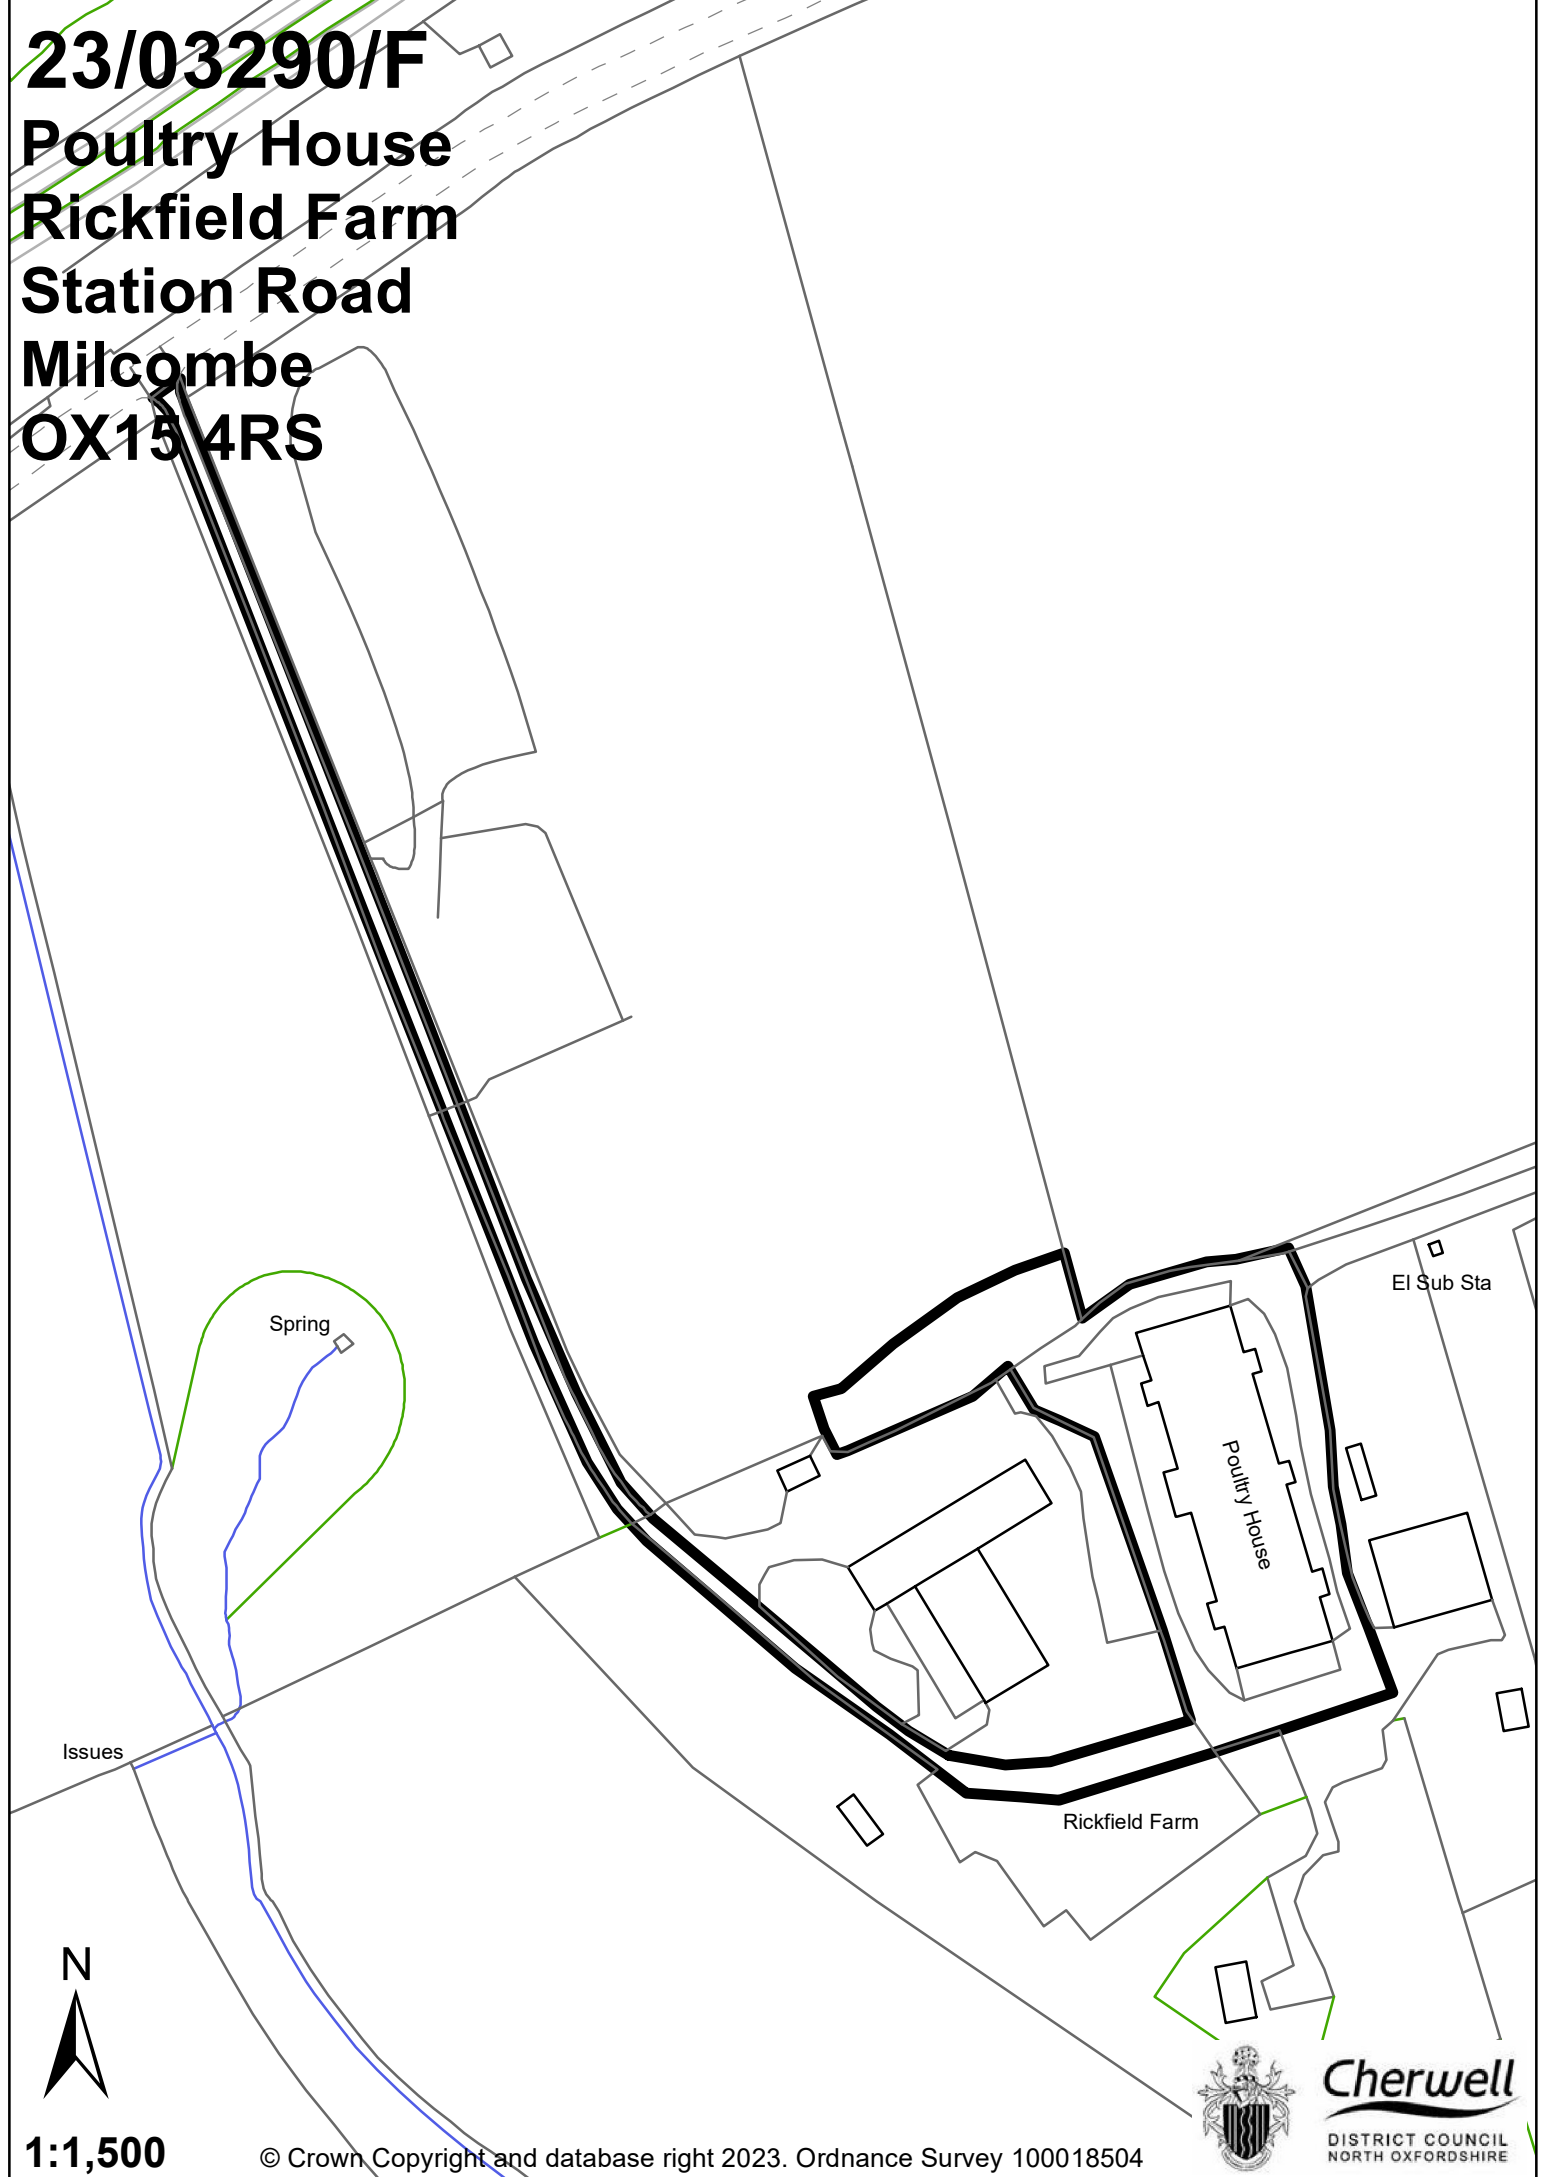 23/03290/F
Poultry House
Rickfield Farm
Station Road
Milcombe
OX15 4RS
El Sub Sta
Spring
Poultry House
Issues
Rickfield Farm
N
1:1,500
© Crown Copyright and database right 2023. Ordnance Survey 100018504
Cherwell
DISTRICT COUNCIL
NORTH OXFORDSHIRE